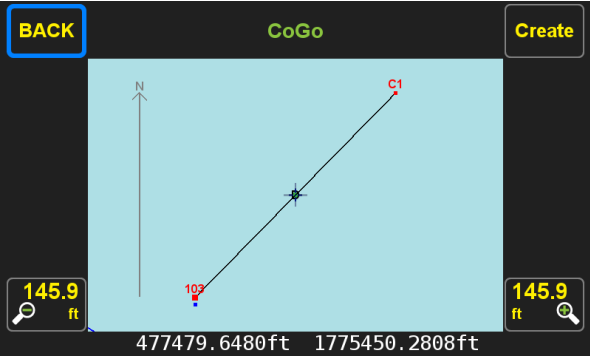 BACK
CoGo
Create
N
C1
103
145.9
ft
145.9
ft
477479.6480ft 1775450.2808ft